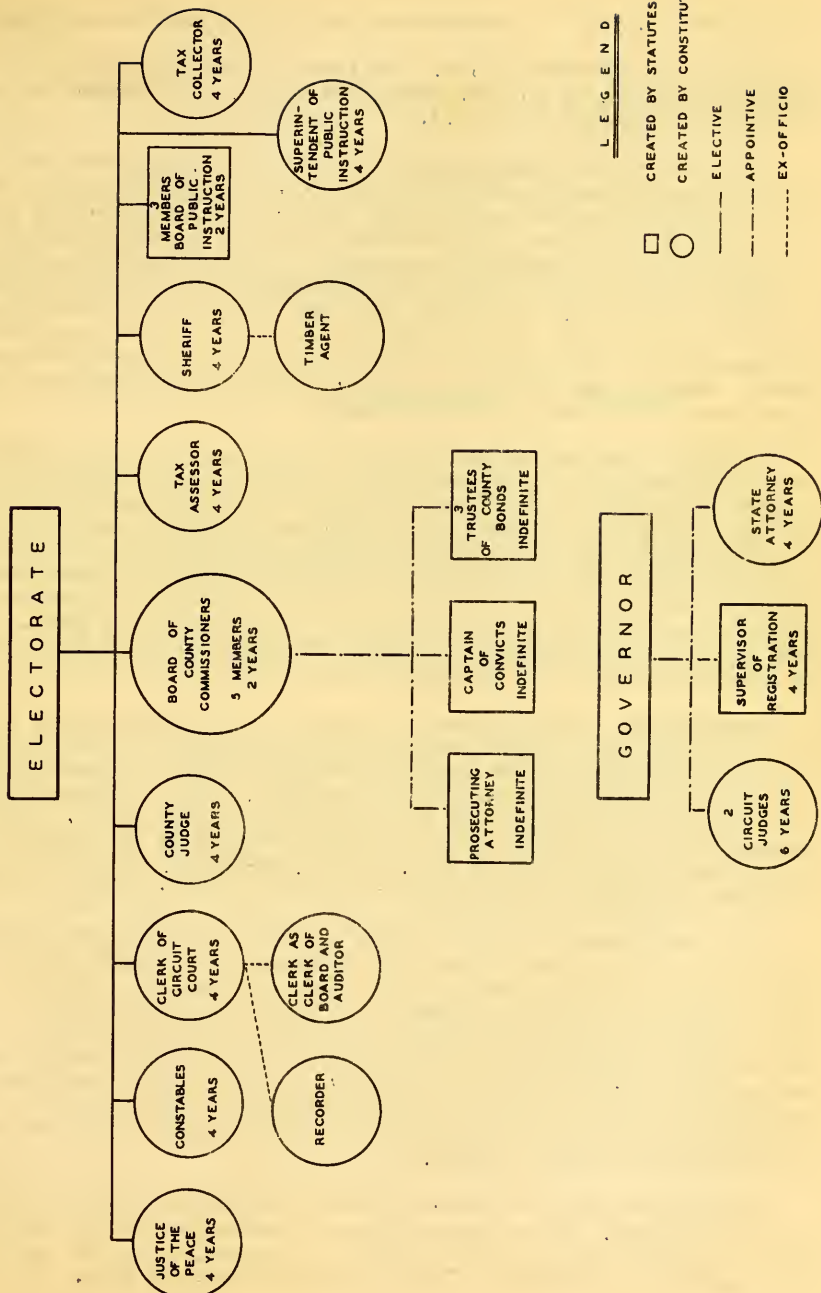 ELECTORATE
JUSTICE
OF THE
PEACE
4 YEARS
CONSTABLES
4 YEARS
CLERK OF
CIRCUIT
COURT
4 YEARS
COUNTY
JUDGE
4 YEARS
BOARD OF
COUNTY
COMMISSIONERS
5 MEMBERS
2 YEARS
TAX
ASSESSOR
4 YEARS
SHERIFF
4 YEARS
3
MEMBERS
BOARD OF
PUBLIC
INSTRUCTION
2 YEARS
TAX
COLLECTOR
4 YEARS
SUPERIN-
TENDENT OF
PUBLIC
INSTRUCTION
4 YEARS
RECORDER
CLERK AS
CLERK OF
BOARD AND
AUDITOR
TIMBER
AGENT
PROSECUTING
ATTORNEY
INDEFINITE
CAPTAIN
OF
CONVICTS
INDEFINITE
3
TRUSTEES
OF COUNTY
BONDS
INDEFINITE
GOVERNOR
2
CIRCUIT
JUDGES
6 YEARS
SUPERVISOR
OF
REGISTRATION
4 YEARS
STATE
ATTORNEY
4 YEARS
LEGEND
CREATED BY STATUTES
CREATED BY CONSTITU
ELECTIVE
APPOINTIVE
EX-OFFICIO